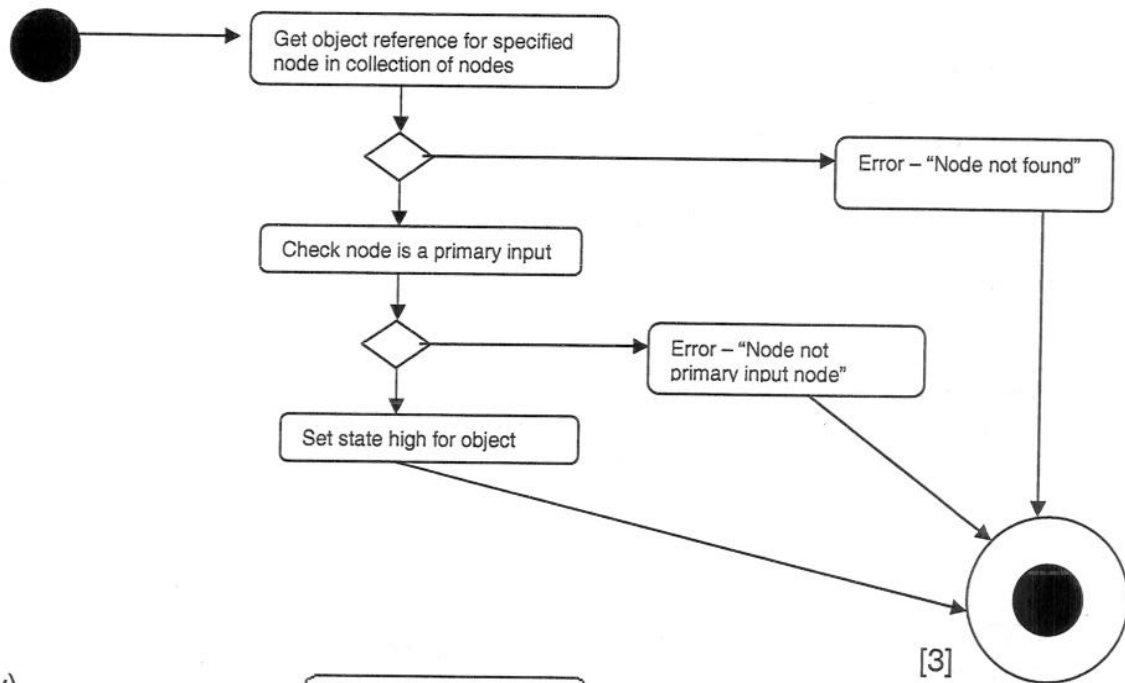 Get object reference for specified
node in collection of nodes
Error – “Node not found”
Check node is a primary input
Error – “Node not
primary input node”
Set state high for object
[3]